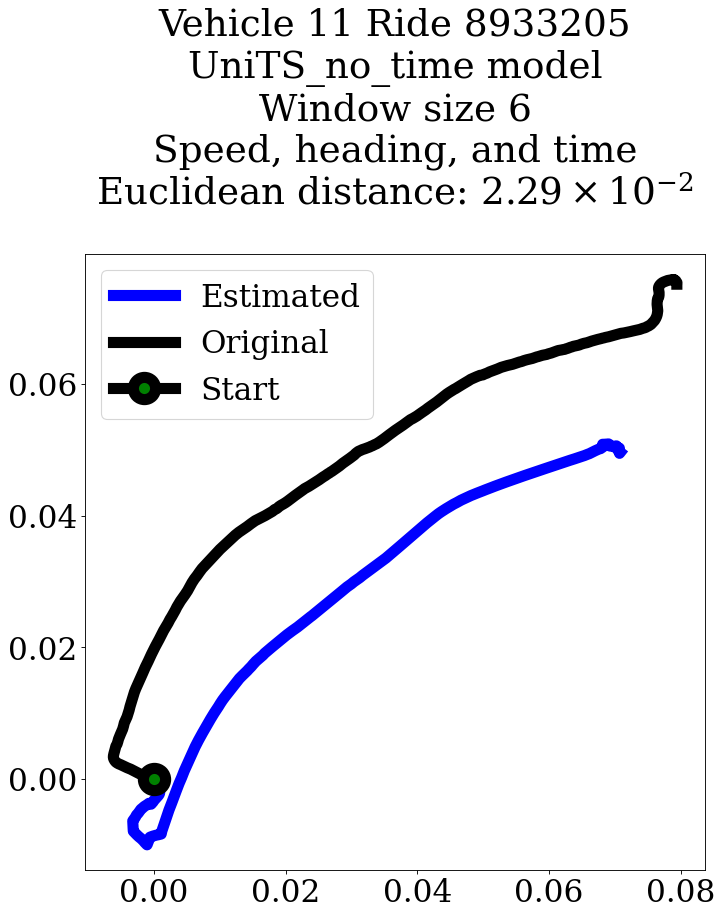 Vehicle 11 Ride 8933205
UniTS_no_time model
Window size 6
Speed, heading, and time
Euclidean distance: 2.29 × 10⁻²
Estimated
Original
Start
0.06
0.04
0.02
0.00
0.00 0.02 0.04 0.06 0.08